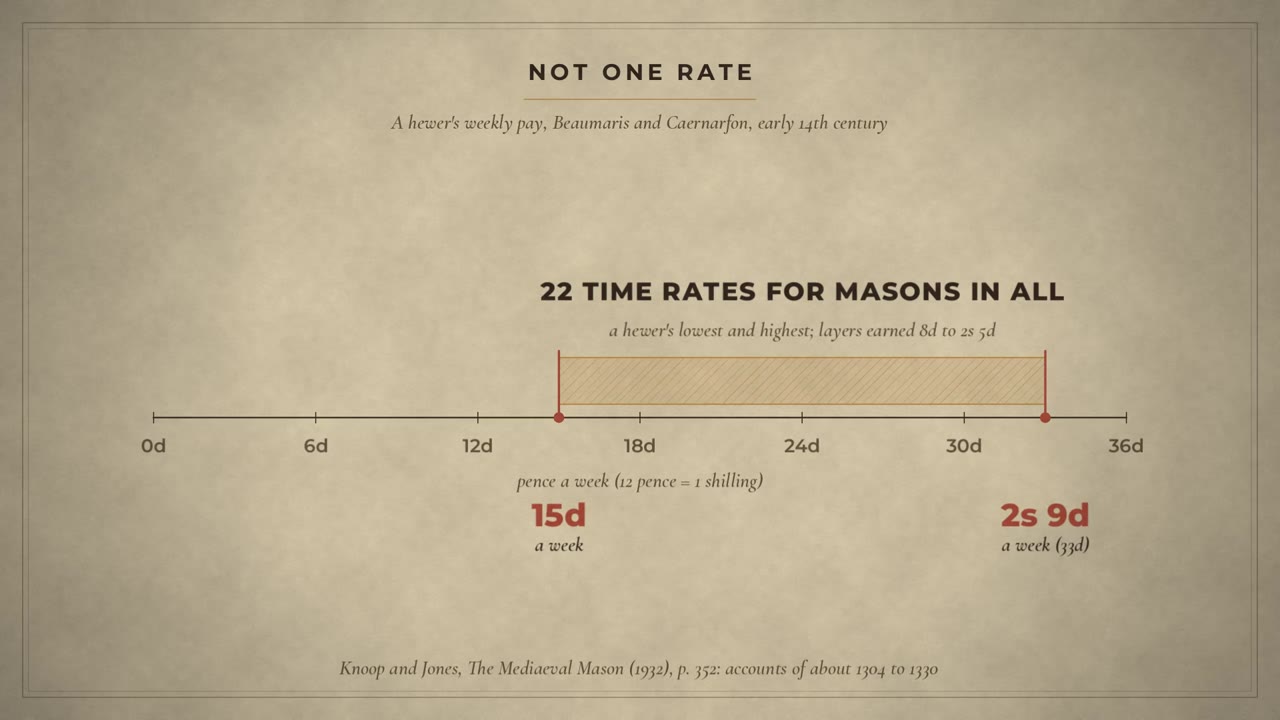 NOT ONE RATE
A hewer's weekly pay, Beaumaris and Caernarfon, early 14th century
22 TIME RATES FOR MASONS IN ALL
a hewer's lowest and highest; layers earned 8d to 2s 5d
0d 6d 12d 18d 24d 30d 36d
pence a week (12 pence = 1 shilling)
15d 2s 9d
a week a week (33d)
Knoop and Jones, The Mediaeval Mason (1932), p. 352: accounts of about 1304 to 1330